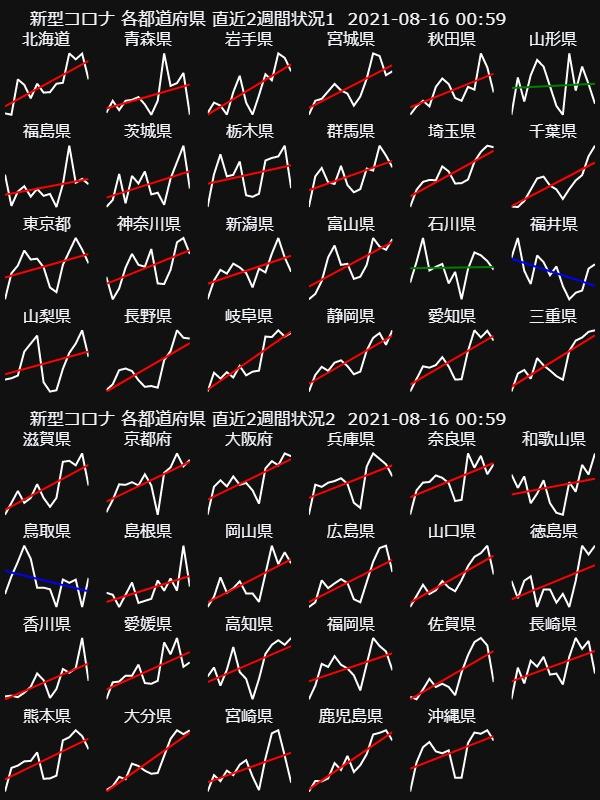 新型コロナ 各都道府県 直近2週間状況1 2021-08-16 00:59
北海道 青森県 岩手県 宮城県 秋田県 山形県
福島県 茨城県 栃木県 群馬県 埼玉県 千葉県
東京都 神奈川県 新潟県 富山県 石川県 福井県
山梨県 長野県 岐阜県 静岡県 愛知県 三重県
新型コロナ 各都道府県 直近2週間状況2 2021-08-16 00:59
滋賀県 京都府 大阪府 兵庫県 奈良県 和歌山県
鳥取県 島根県 岡山県 広島県 山口県 徳島県
香川県 愛媛県 高知県 福岡県 佐賀県 長崎県
熊本県 大分県 宮崎県 鹿児島県 沖縄県